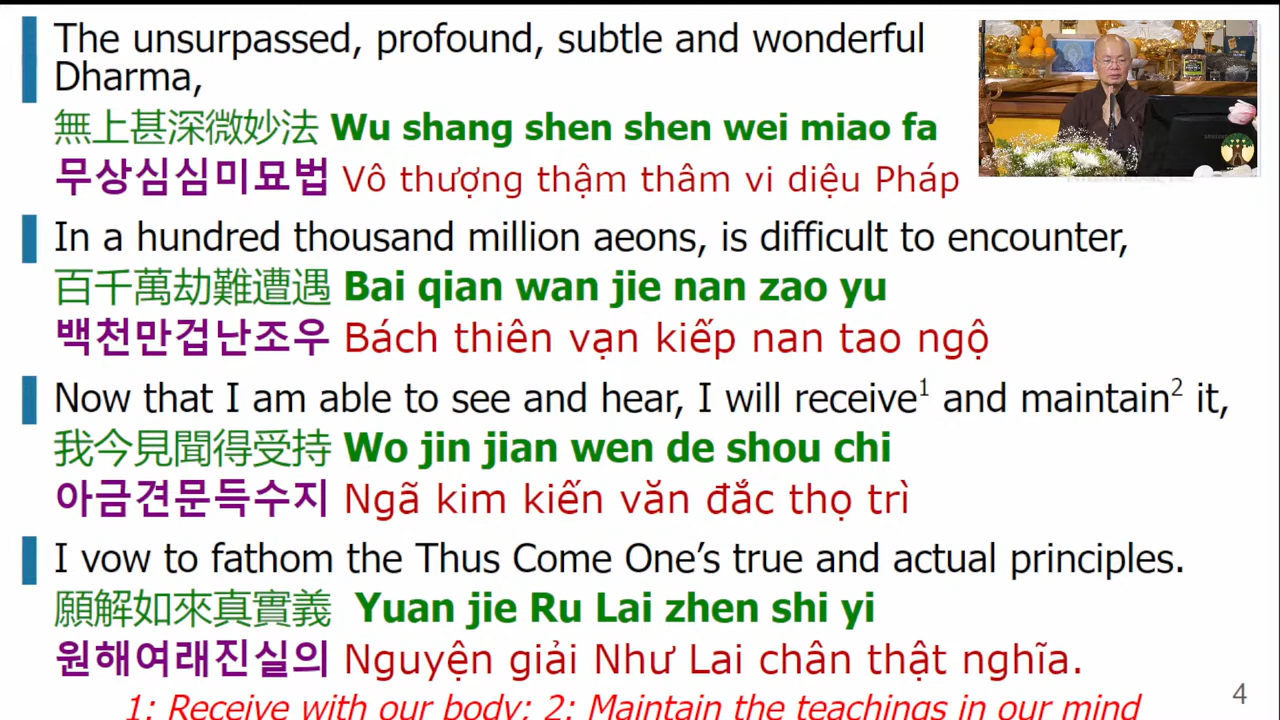 The unsurpassed, profound, subtle and wonderful
Dharma,
無上甚深微妙法 Wu shang shen shen wei miao fa
무상심심미묘법 Vô thượng thậm thâm vi diệu Pháp
In a hundred thousand million aeons, is difficult to encounter,
百千萬劫難遭遇 Bai qian wan jie nan zao yu
백천만겁난조우 Bách thiên vạn kiếp nan tao ngộ
Now that I am able to see and hear, I will receive¹ and maintain² it,
我今見聞得受持 Wo jin jian wen de shou chi
아금견문득수지 Ngã kim kiến văn đắc thọ trì
I vow to fathom the Thus Come One’s true and actual principles.
願解如來真實義 Yuan jie Ru Lai zhen shi yi
원해여래진실의 Nguyện giải Như Lai chân thật nghĩa.
1: Receive with our body; 2: Maintain the teachings in our mind
4